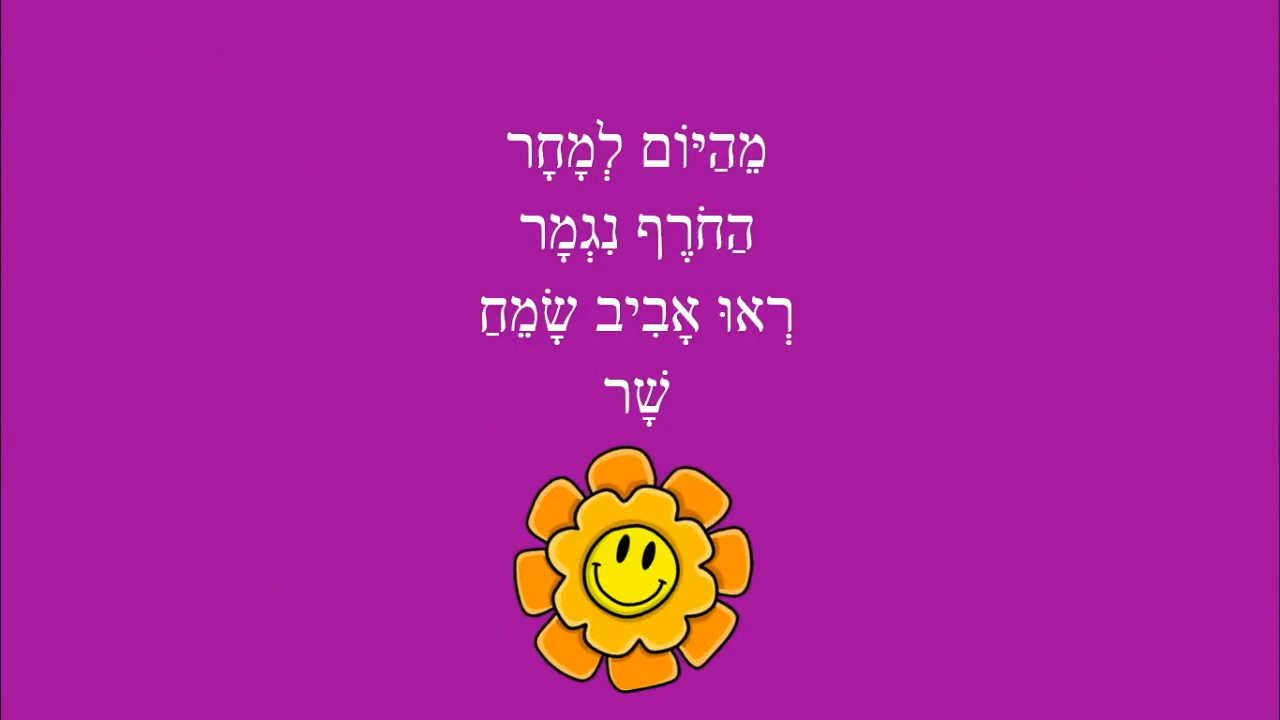 מֵהַיּוֹם לְמָחָר
הַחֹרֶף נִגְמָר
רְאוּ אָבִיב שָׂמֵחַ
שָׁר